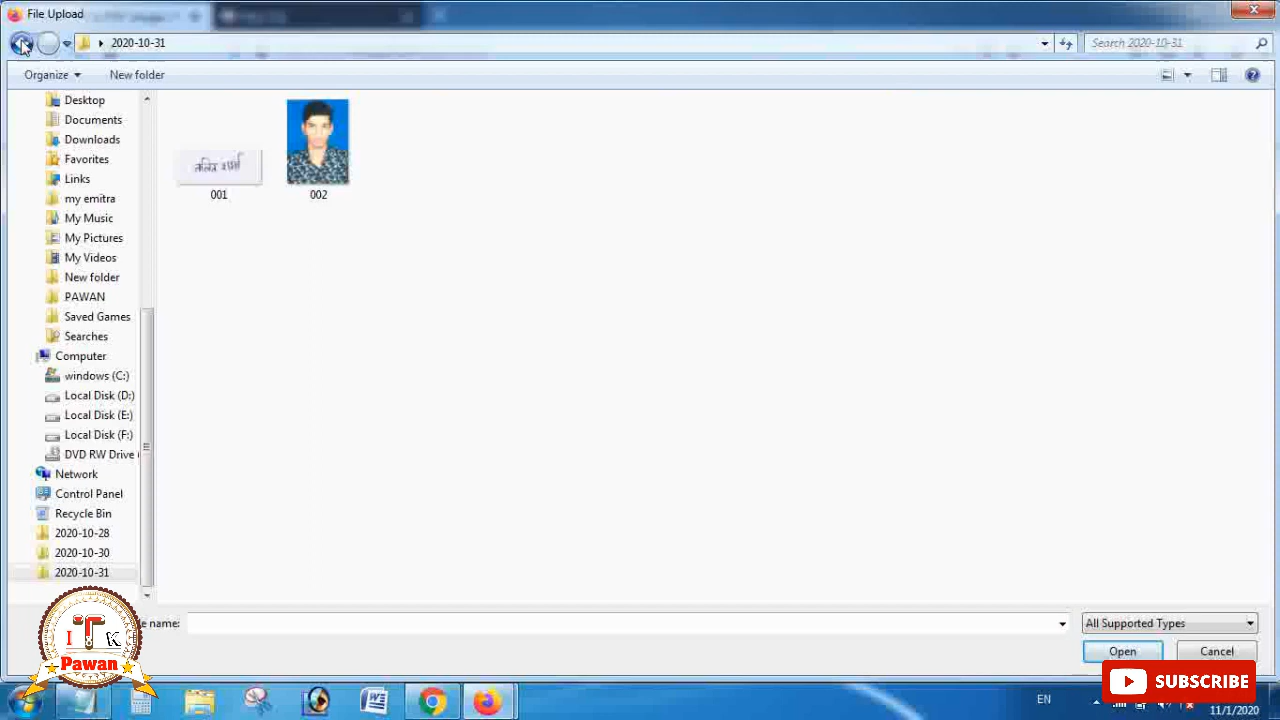 File Upload
2020-10-31
Search 2020-10-31
Organize
New folder
Desktop
Documents
Downloads
Favorites
Links
my emitra
My Music
My Pictures
My Videos
New folder
PAWAN
Saved Games
Searches
Computer
windows (C:)
Local Disk (D:)
Local Disk (E:)
Local Disk (F:)
DVD RW Drive (
Network
Control Panel
Recycle Bin
2020-10-28
2020-10-30
2020-10-31
001
002
name:
All Supported Types
Open
Cancel
I T K
Pawan
SUBSCRIBE
EN
11/1/2020